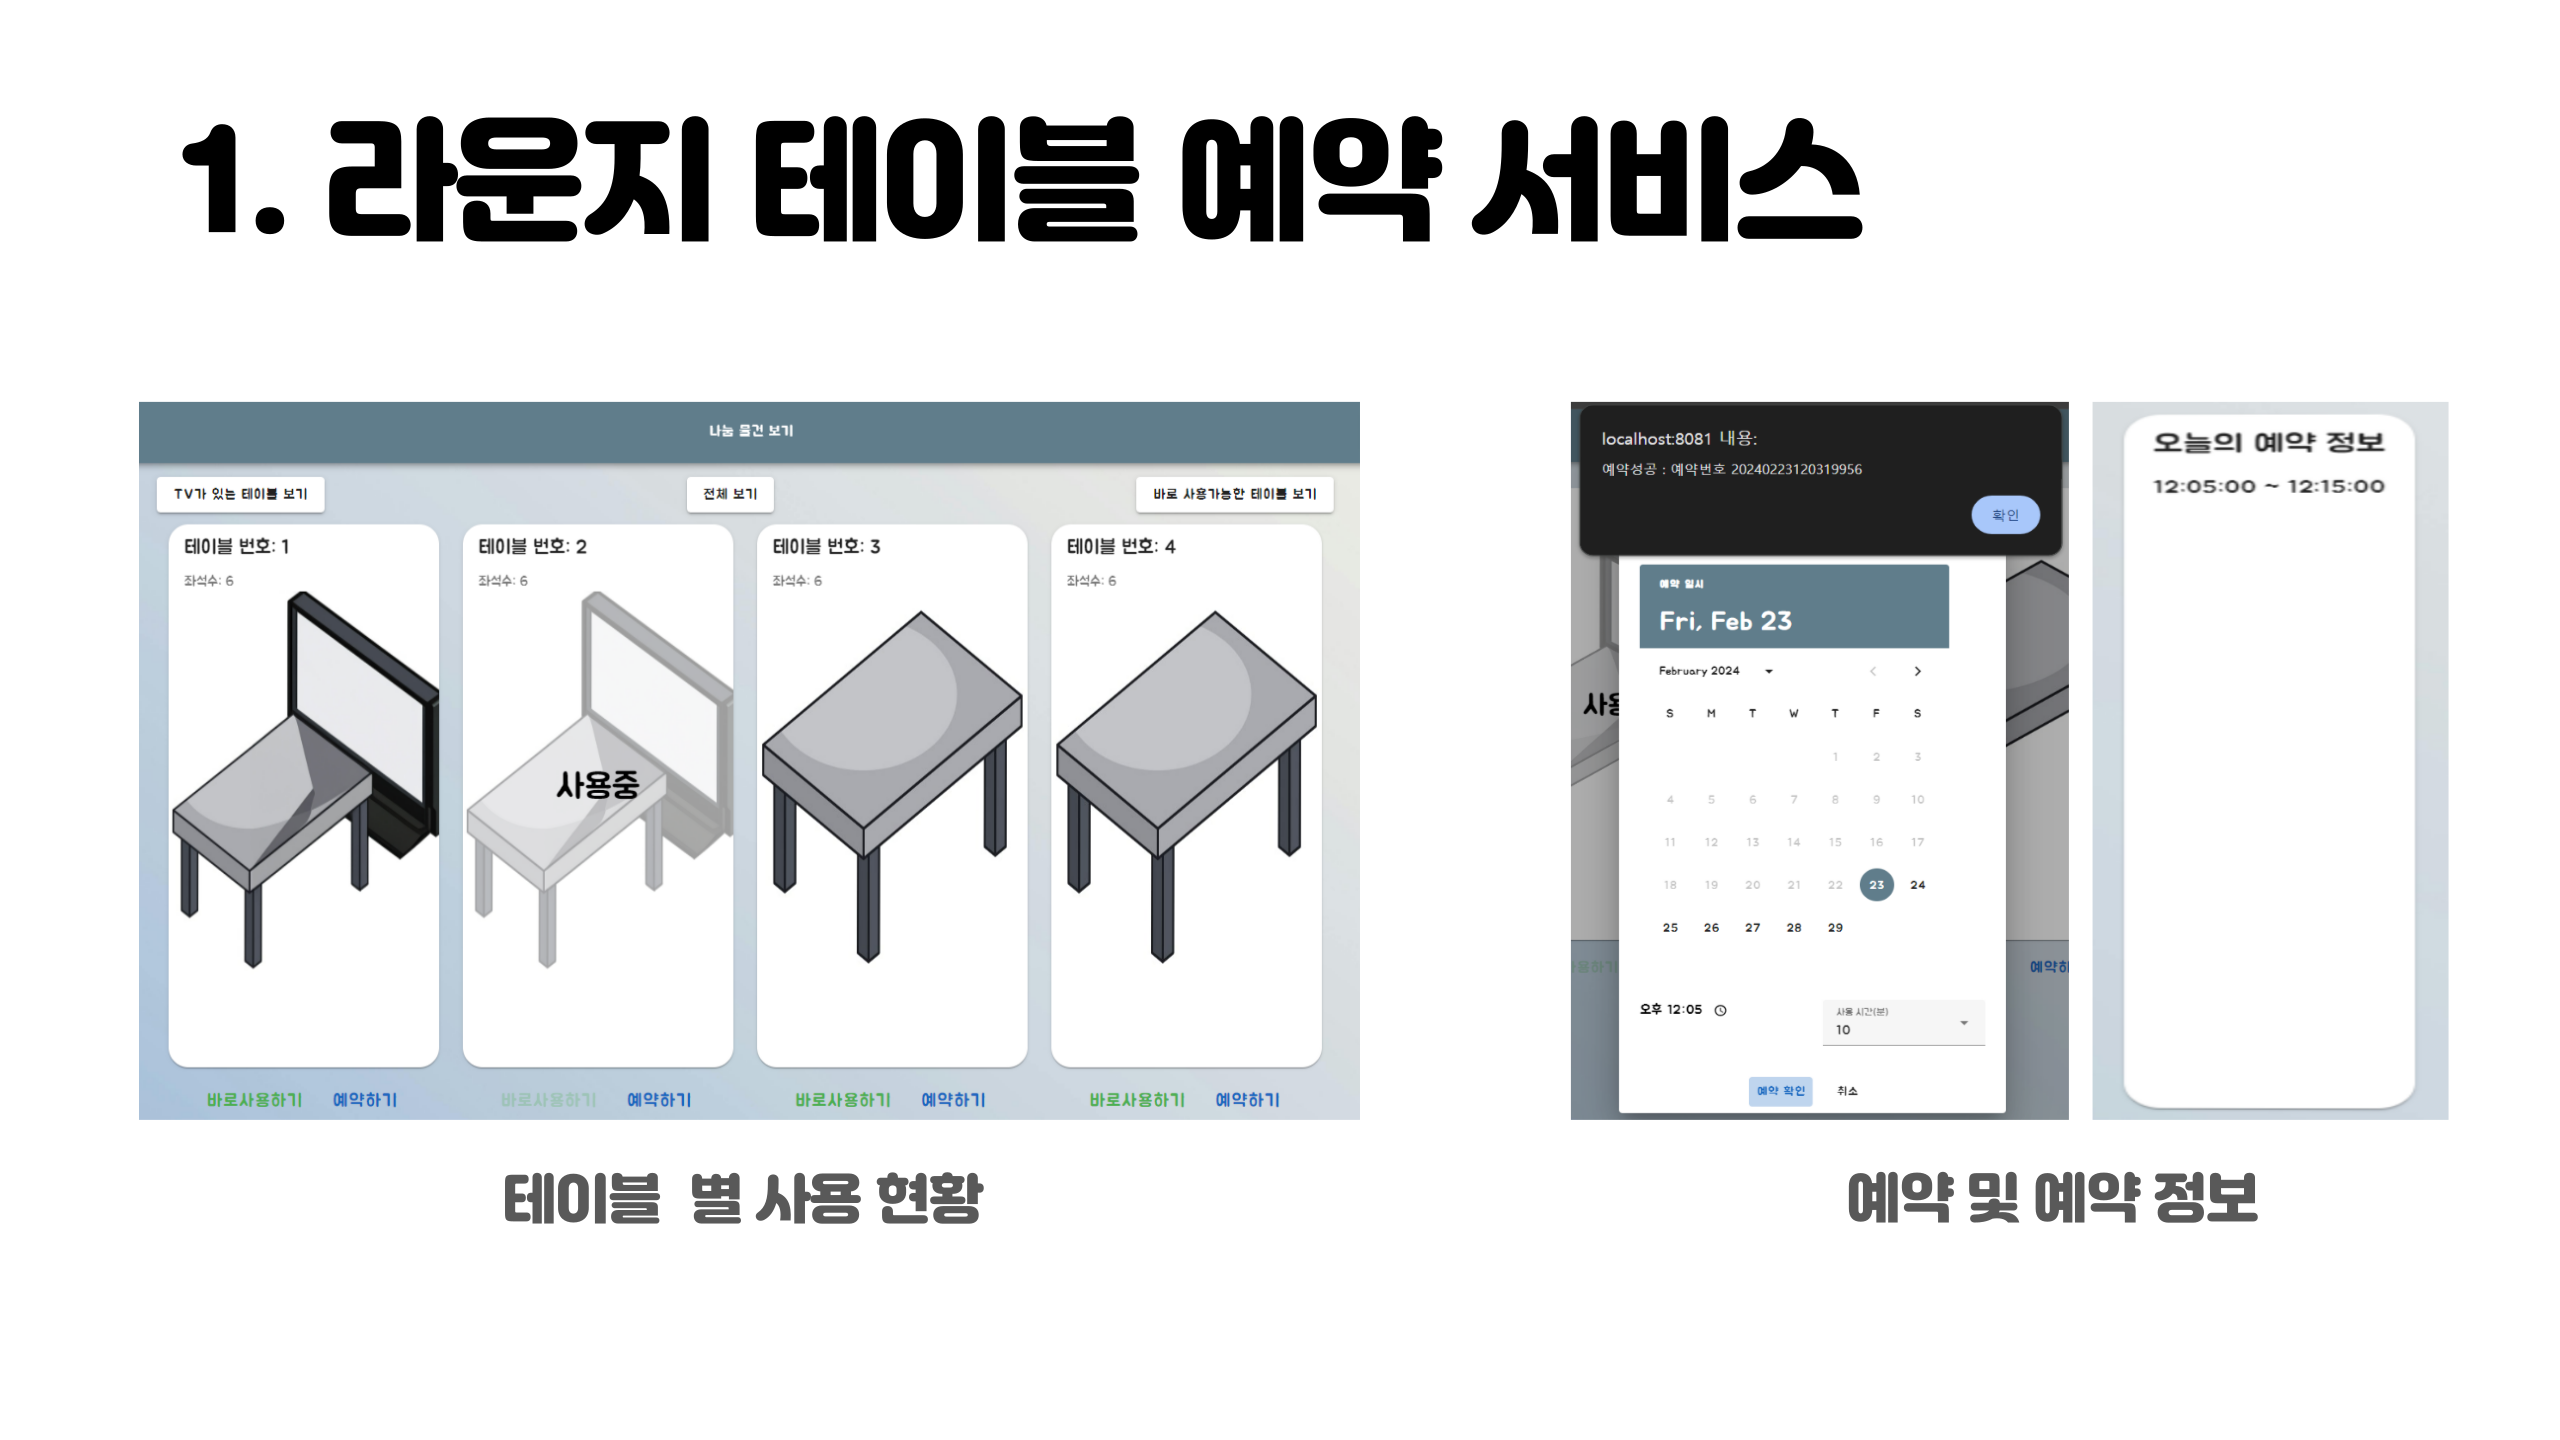 1. 라운지 테이블 예약 서비스
나눔 물건 보기
TV가 있는 테이블 보기
전체 보기
바로 사용가능한 테이블 보기
테이블 번호: 1
좌석수: 6
테이블 번호: 2
좌석수: 6
사용중
테이블 번호: 3
좌석수: 6
테이블 번호: 4
좌석수: 6
바로사용하기 예약하기
바로사용하기 예약하기
바로사용하기 예약하기
바로사용하기 예약하기
테이블 별 사용 현황
localhost:8081 내용:
예약성공 : 예약번호 20240223120319956
확인
예약 일시
Fri, Feb 23
February 2024
S M T W T F S
1 2 3
4 5 6 7 8 9 10
11 12 13 14 15 16 17
18 19 20 21 22 23 24
25 26 27 28 29
오후 12:05
사용 시간(분)
10
예약 확인 취소
오늘의 예약 정보
12:05:00 ~ 12:15:00
예약 및 예약 정보